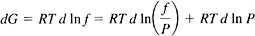 dG = RT d ln f = RT d ln(f/P) + RT d ln P